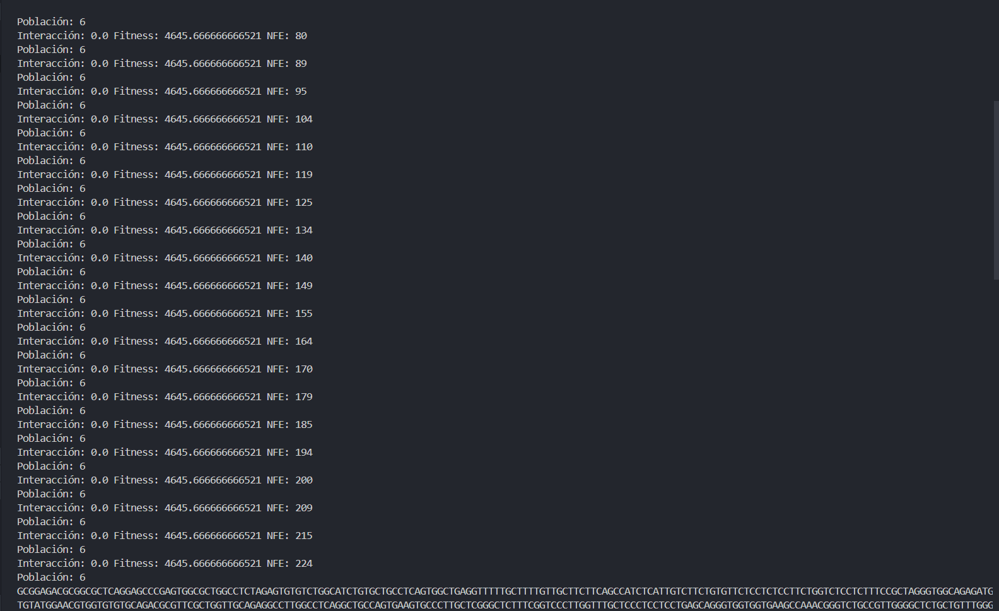 Población: 6
Interacción: 0.0 Fitness: 4645.666666666521 NFE: 80
Población: 6
Interacción: 0.0 Fitness: 4645.666666666521 NFE: 89
Población: 6
Interacción: 0.0 Fitness: 4645.666666666521 NFE: 95
Población: 6
Interacción: 0.0 Fitness: 4645.666666666521 NFE: 104
Población: 6
Interacción: 0.0 Fitness: 4645.666666666521 NFE: 110
Población: 6
Interacción: 0.0 Fitness: 4645.666666666521 NFE: 119
Población: 6
Interacción: 0.0 Fitness: 4645.666666666521 NFE: 125
Población: 6
Interacción: 0.0 Fitness: 4645.666666666521 NFE: 134
Población: 6
Interacción: 0.0 Fitness: 4645.666666666521 NFE: 140
Población: 6
Interacción: 0.0 Fitness: 4645.666666666521 NFE: 149
Población: 6
Interacción: 0.0 Fitness: 4645.666666666521 NFE: 155
Población: 6
Interacción: 0.0 Fitness: 4645.666666666521 NFE: 164
Población: 6
Interacción: 0.0 Fitness: 4645.666666666521 NFE: 170
Población: 6
Interacción: 0.0 Fitness: 4645.666666666521 NFE: 179
Población: 6
Interacción: 0.0 Fitness: 4645.666666666521 NFE: 185
Población: 6
Interacción: 0.0 Fitness: 4645.666666666521 NFE: 194
Población: 6
Interacción: 0.0 Fitness: 4645.666666666521 NFE: 200
Población: 6
Interacción: 0.0 Fitness: 4645.666666666521 NFE: 209
Población: 6
Interacción: 0.0 Fitness: 4645.666666666521 NFE: 215
Población: 6
Interacción: 0.0 Fitness: 4645.666666666521 NFE: 224
Población: 6
GCGGAGACGCGGCGCTCAGGAGCCCGAGTGGCGCTGGCCTCTAGAGTGTGTCTGGCATCTGTGCTGCCTCAGTGGCTGAGGTTTTTGCTTTTGTTGCTTCTTCAGCCATCTCATTGTCTTCTGTGTTCTCCTCTCCTTCTGGTCTCCTCTTTCCGCTAGGGTGGCAGAGATG
TGTATGGAACGTGGTGTGTGCAGACGCGTTCGCTGGTTGCAGAGGCCTTGGCCTCAGGCTGCCAGTGAAGTGCCCTTGCTCGGGCTCTTTCGGTCCCTTGGTTTGCTCCCTCCTCCTGAGCAGGGTGGTGGTGAAGCCAAACGGGTCTGCCGTTGGGGCTCTGCTGTTTGGG